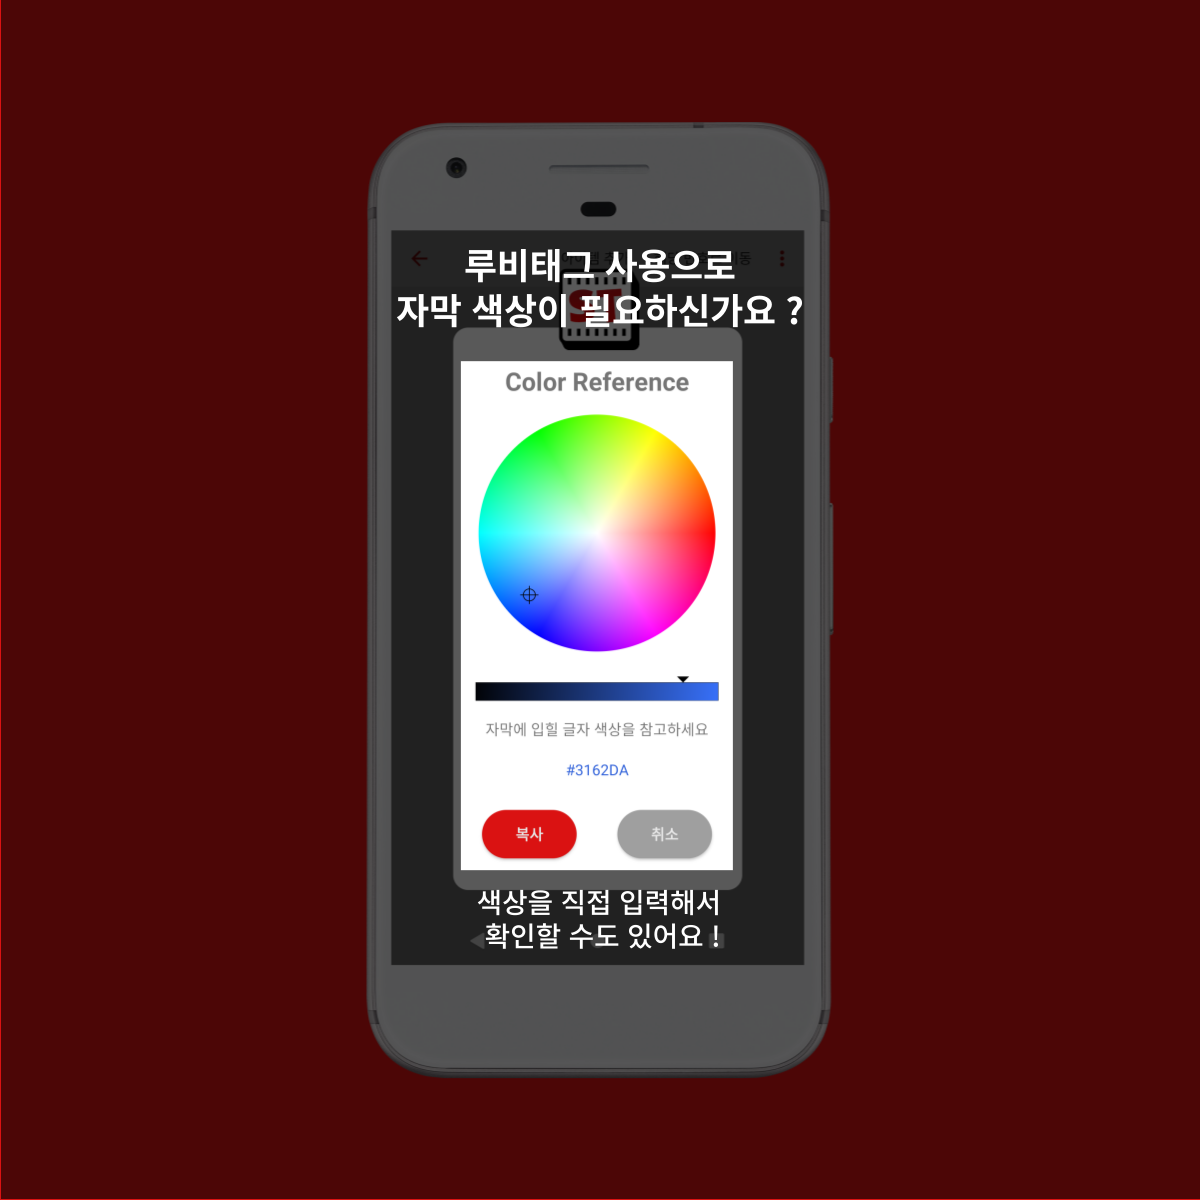 루비태그 사용으로
자막 색상이 필요하신가요 ?
ST
Color Reference
자막에 입힐 글자 색상을 참고하세요
#3162DA
복사
취소
색상을 직접 입력해서
확인할 수도 있어요 !